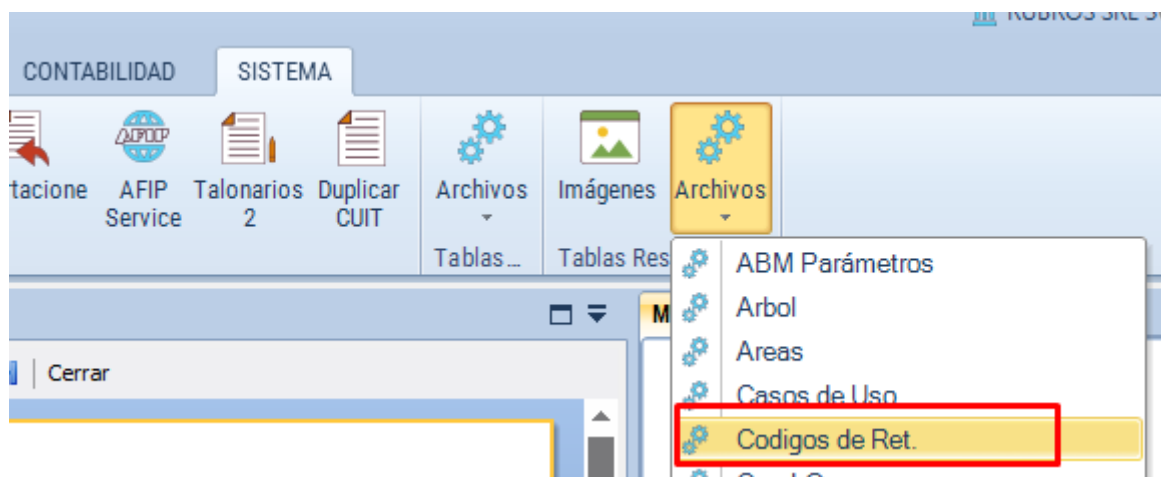 CONTABILIDAD SISTEMA
AFIP
tacione AFIP Talonarios Duplicar Archivos Imágenes Archivos
Service 2 CUIT
Tablas... Tablas Res
ABM Parámetros
Arbol
M
Areas
Cerrar
Casos de Uso
Codigos de Ret.